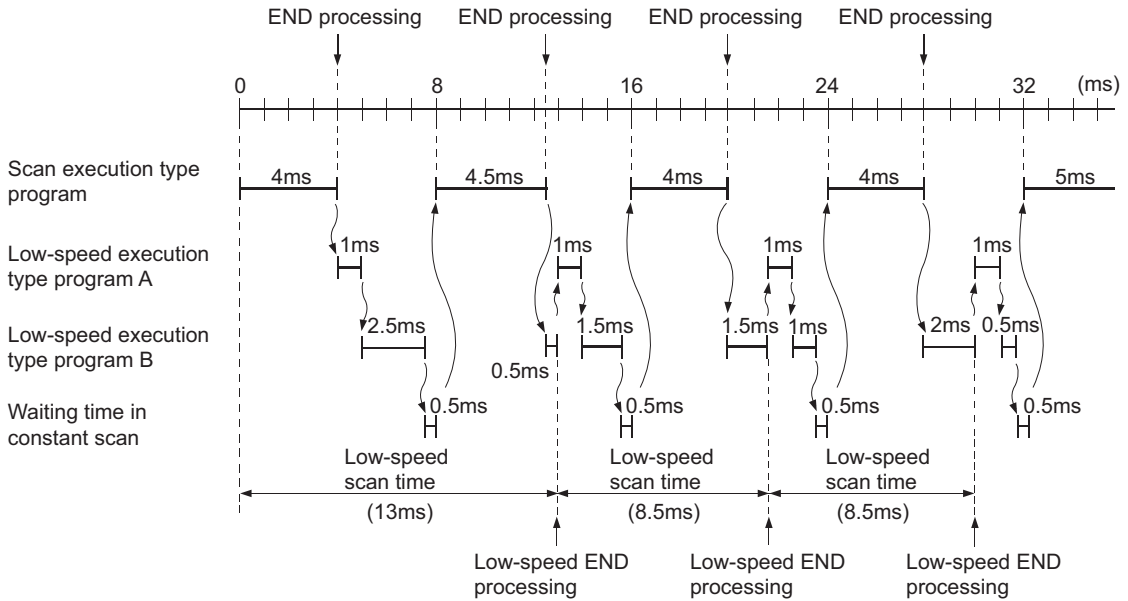 END processing END processing END processing END processing
0 8 16 24 32 (ms)
Scan execution type
program
4ms 4.5ms 4ms 4ms 5ms
Low-speed execution
type program A
1ms 1ms 1ms 1ms
Low-speed execution
type program B
2.5ms 0.5ms 1.5ms 1.5ms 1ms 2ms 0.5ms
Waiting time in
constant scan
0.5ms 0.5ms 0.5ms 0.5ms
Low-speed
scan time
(13ms)
Low-speed
scan time
(8.5ms)
Low-speed
scan time
(8.5ms)
Low-speed END
processing
Low-speed END
processing
Low-speed END
processing